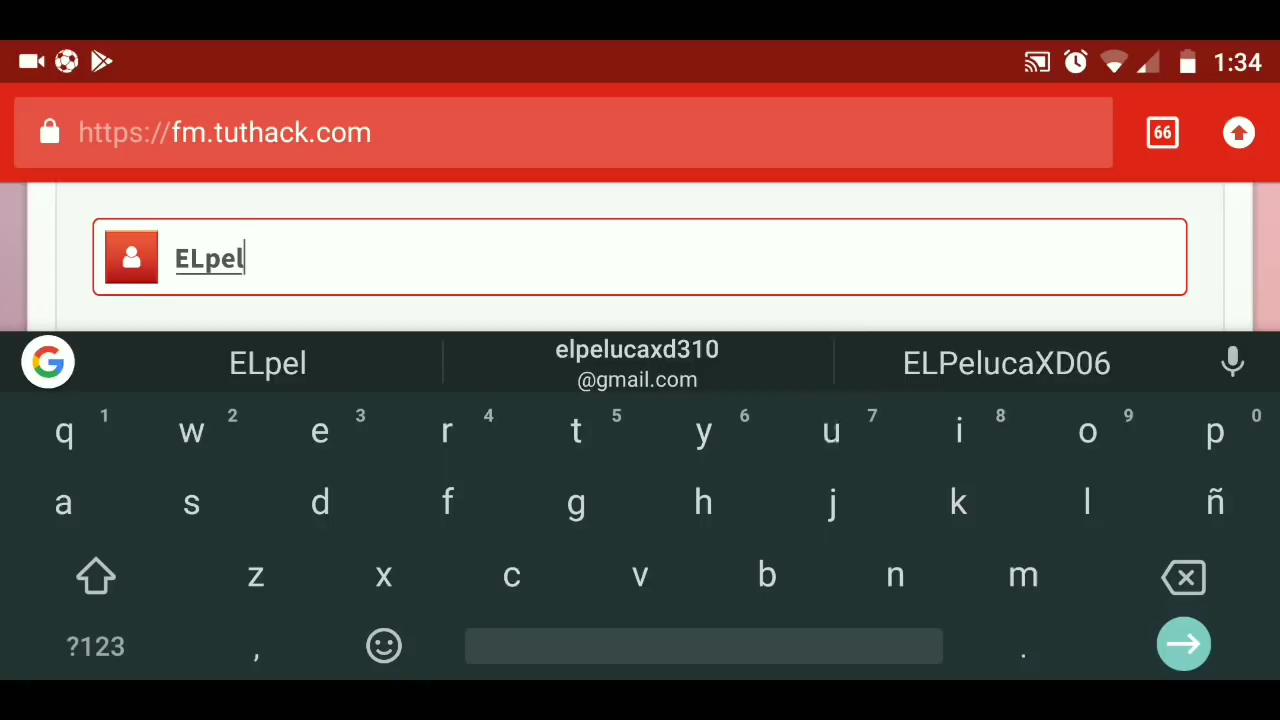 1:34
https://fm.tuthack.com
66
ELpel
ELpel
elpelucaxd310
@gmail.com
ELPelucaXD06
q 1 w 2 e 3 r 4 t 5 y 6 u 7 i 8 o 9 p 0
a s d f g h j k l ñ
z x c v b n m
?123 , .